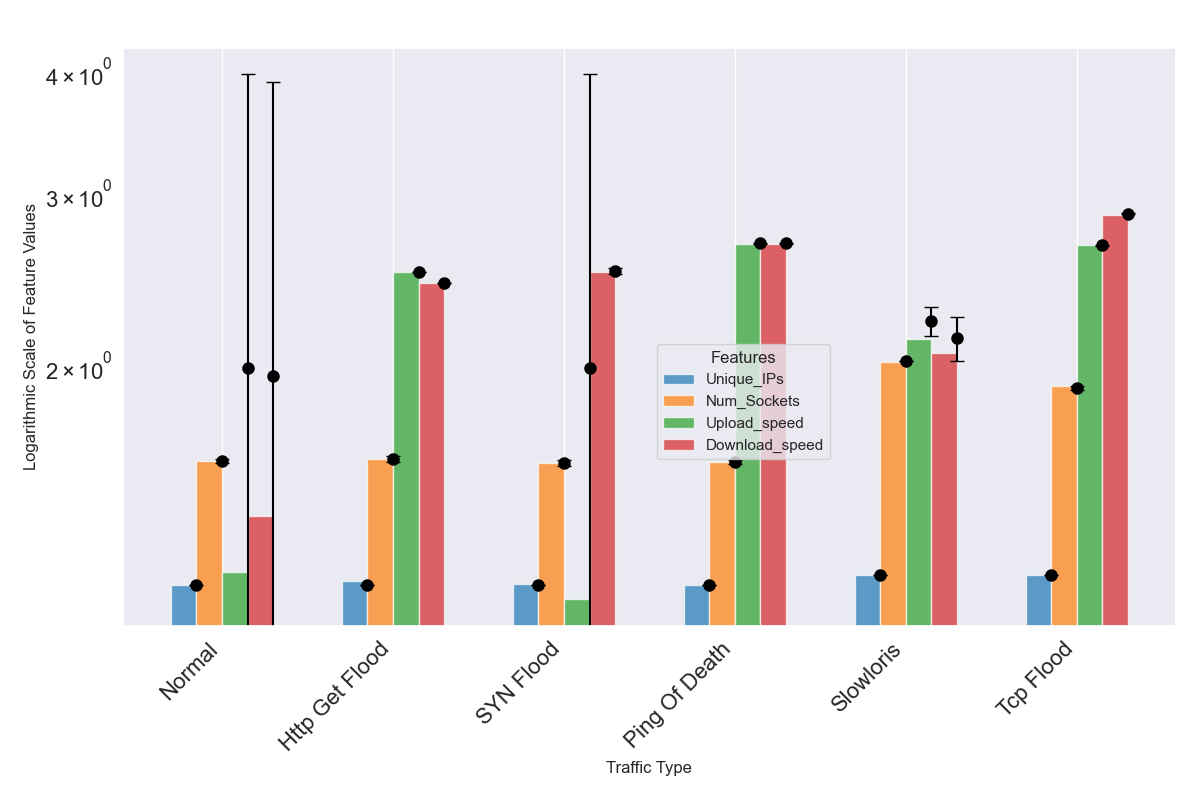 4 × 10⁰
3 × 10⁰
2 × 10⁰
Logarithmic Scale of Feature Values
Features
Unique_IPs
Num_Sockets
Upload_speed
Download_speed
Normal
Http Get Flood
SYN Flood
Ping Of Death
Slowloris
Tcp Flood
Traffic Type